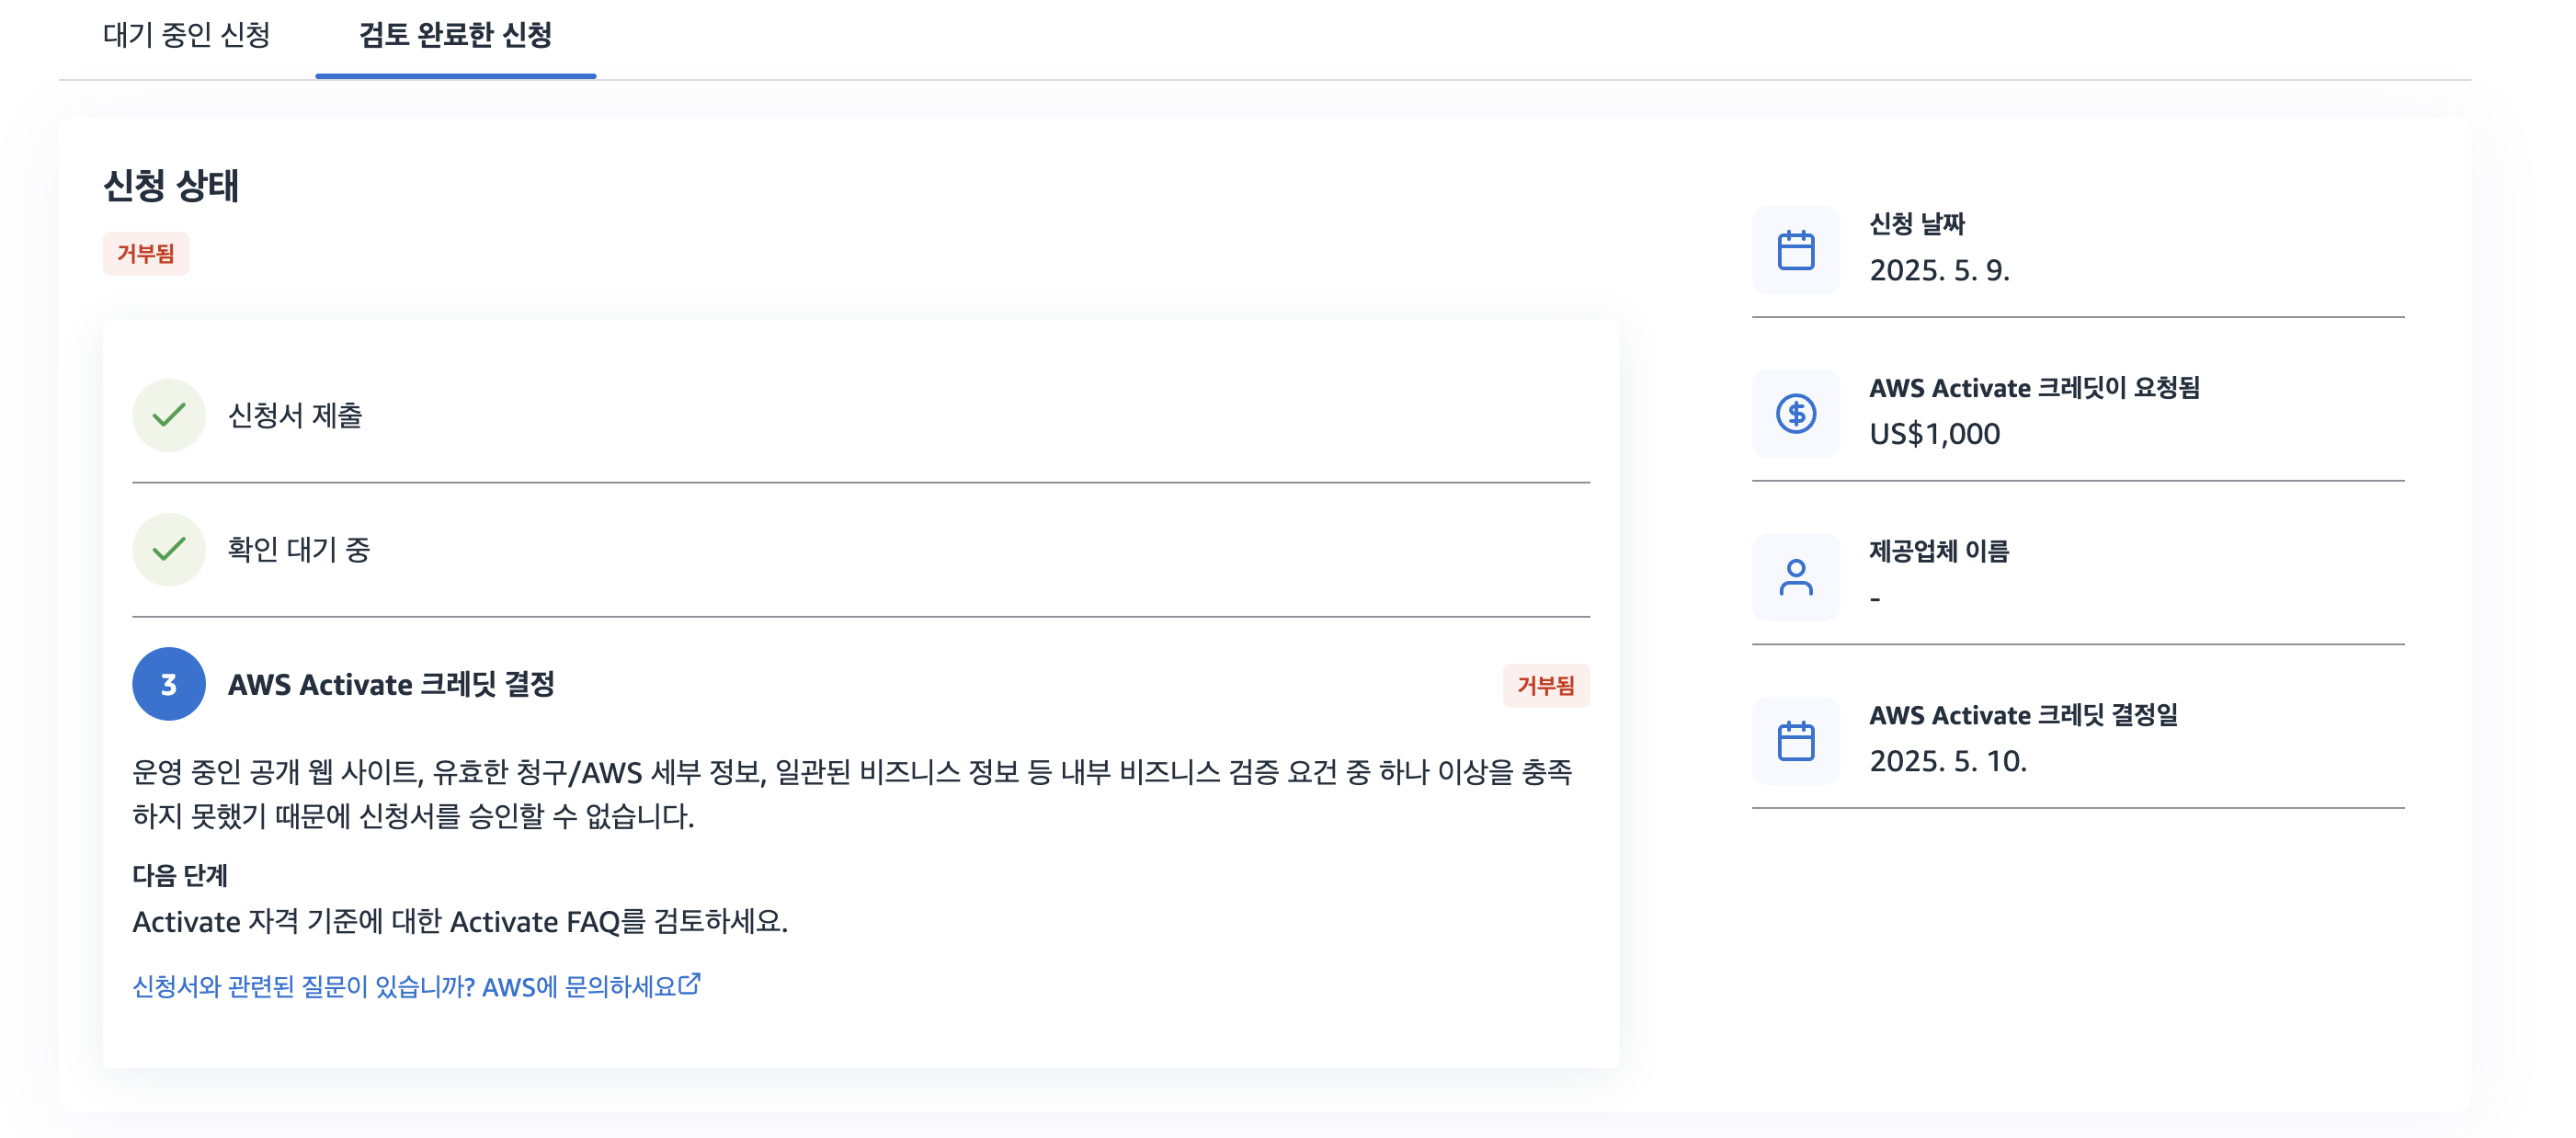 대기 중인 신청
검토 완료한 신청
신청 상태
거부됨
신청서 제출
확인 대기 중
3
AWS Activate 크레딧 결정
거부됨
운영 중인 공개 웹 사이트, 유효한 청구/AWS 세부 정보, 일관된 비즈니스 정보 등 내부 비즈니스 검증 요건 중 하나 이상을 충족
하지 못했기 때문에 신청서를 승인할 수 없습니다.
다음 단계
Activate 자격 기준에 대한 Activate FAQ를 검토하세요.
신청서와 관련된 질문이 있습니까? AWS에 문의하세요
신청 날짜
2025. 5. 9.
AWS Activate 크레딧이 요청됨
US$1,000
제공업체 이름
-
AWS Activate 크레딧 결정일
2025. 5. 10.